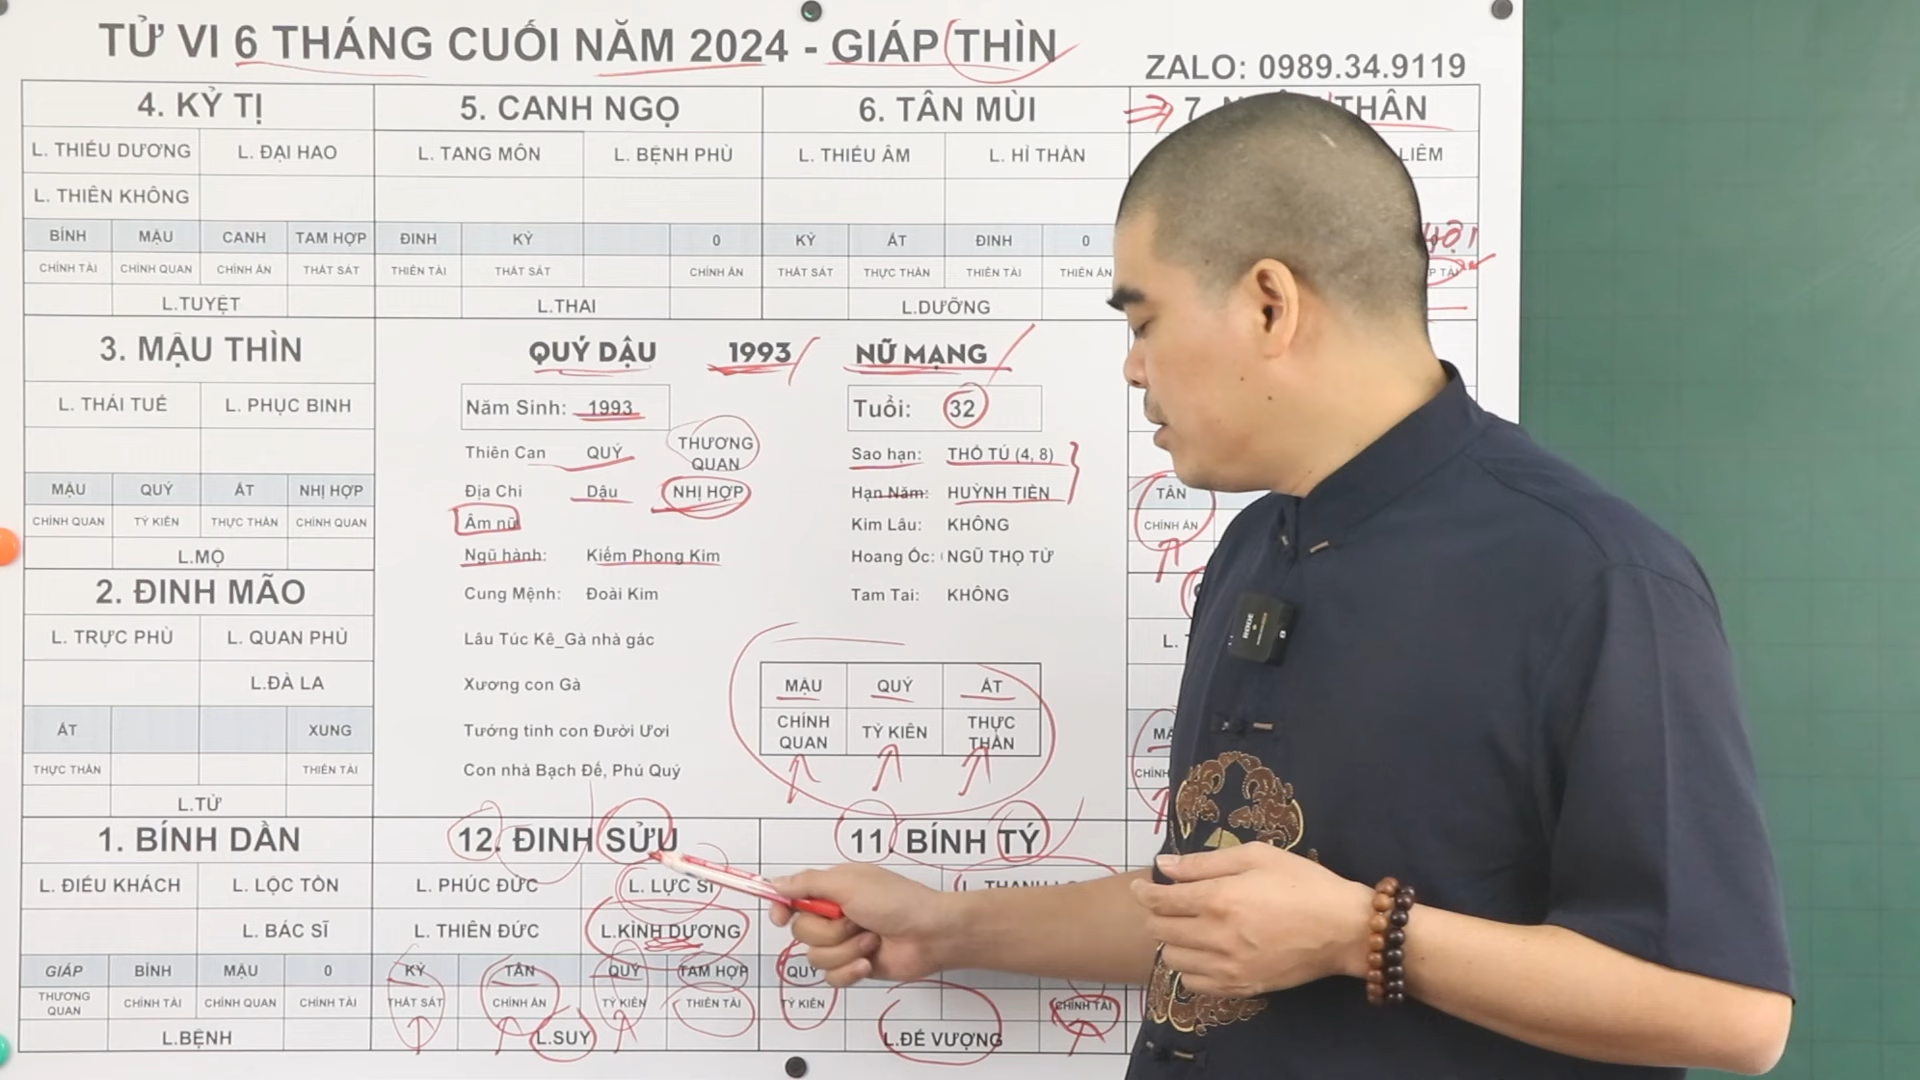 TỬ VI 6 THÁNG CUỐI NĂM 2024 - GIÁP THÌN
ZALO: 0989.34.9119
4. KỶ TỊ
L. THIẾU DƯƠNG L. ĐẠI HAO
L. THIÊN KHÔNG
BÍNH MẬU CANH TAM HỢP
CHÍNH TÀI CHÍNH QUAN CHÍNH ẤN THẤT SÁT
L.TUYỆT
5. CANH NGỌ
L. TANG MÔN L. BỆNH PHÙ
ĐINH KỶ 0
THIÊN TÀI THẤT SÁT CHÍNH ẤN
L.THAI
6. TÂN MÙI
L. THIẾU ÂM L. HỈ THẦN
KỶ ẤT ĐINH 0
THẤT SÁT THỰC THẦN THIÊN TÀI THIÊN ẤN
L.DƯỠNG
7. THÂN
LIÊM
P TÀI
3. MẬU THÌN
L. THÁI TUẾ L. PHỤC BINH
MẬU QUÝ ẤT NHỊ HỢP
CHÍNH QUAN TỶ KIÊN THỰC THẦN CHÍNH QUAN
L.MỘ
QUÝ DẬU 1993 NỮ MẠNG
Năm Sinh: 1993 Tuổi: 32
Thiên Can QUÝ THƯƠNG QUAN Sao hạn: THỔ TÚ (4, 8)
Địa Chi Dậu NHỊ HỢP Hạn Năm: HUỲNH TIỀN
Âm nữ Kim Lâu: KHÔNG
Ngũ hành: Kiếm Phong Kim Hoang Ốc: NGŨ THỌ TỬ
Cung Mệnh: Đoài Kim Tam Tai: KHÔNG
Lâu Túc Kê_Gà nhà gác
Xương con Gà
Tướng tinh con Đười Ươi
Con nhà Bạch Đế, Phú Quý
MẬU QUÝ ẤT
CHÍNH QUAN TỶ KIÊN THỰC THẦN
TÂN
CHÍNH ẤN
2. ĐINH MÃO
L. TRỰC PHÙ L. QUAN PHÙ
L.ĐÀ LA
ẤT XUNG
THỰC THẦN THIÊN TÀI
L.TỬ
1. BÍNH DẦN
L. ĐIẾU KHÁCH L. LỘC TỒN
L. BÁC SĨ
GIÁP BÍNH MẬU 0
THƯƠNG QUAN CHÍNH TÀI CHÍNH QUAN CHÍNH TÀI
L.BỆNH
12. ĐINH SỬU
L. PHÚC ĐỨC L. LỰC SĨ
L. THIÊN ĐỨC L.KÌNH DƯƠNG
KỶ TÂN QUÝ TAM HỢP
THẤT SÁT CHÍNH ẤN TỶ KIÊN THIÊN TÀI
L.SUY
11. BÍNH TÝ
QUÝ
TỶ KIÊN CHÍNH TÀI
L.ĐẾ VƯỢNG